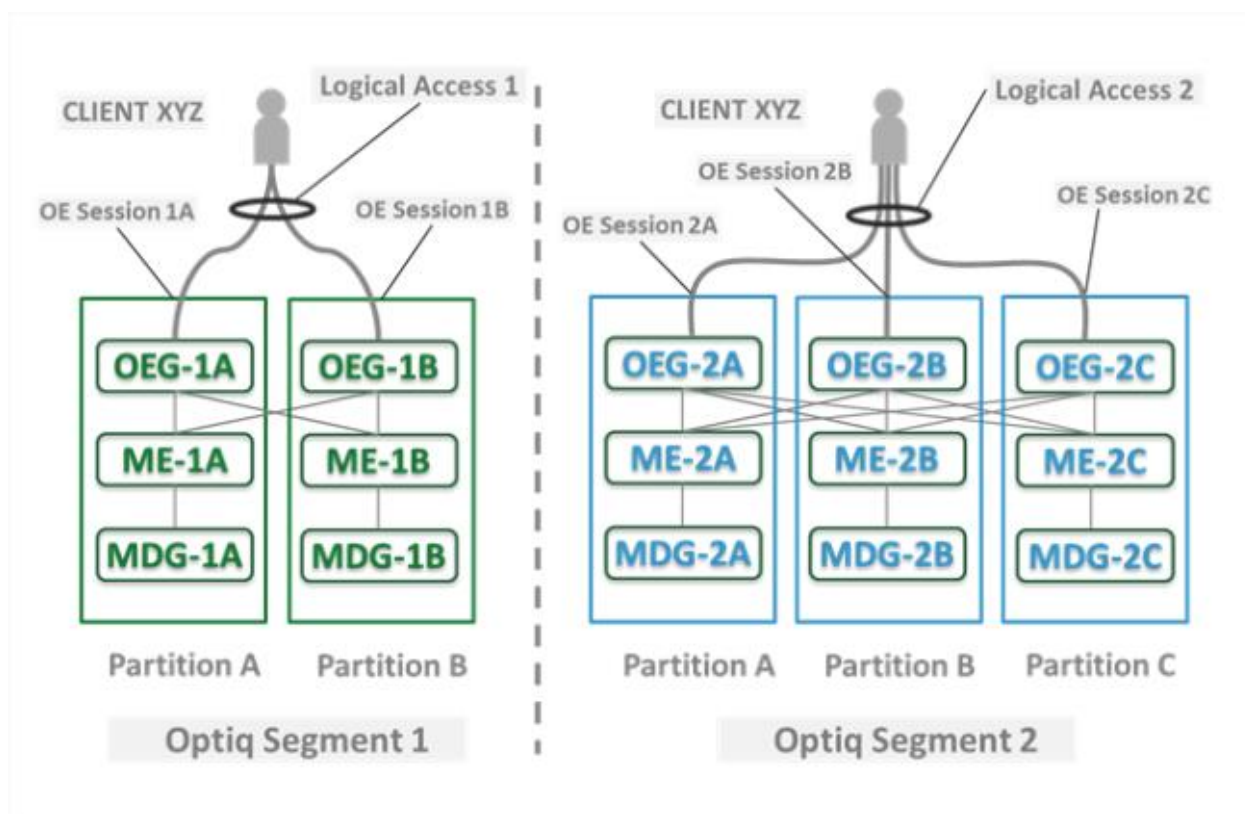 Logical Access 1
CLIENT XYZ
OE Session 1A
OE Session 1B
OEG-1A
OEG-1B
ME-1A
ME-1B
MDG-1A
MDG-1B
Partition A
Partition B
Optiq Segment 1
Logical Access 2
CLIENT XYZ
OE Session 2B
OE Session 2C
OE Session 2A
OEG-2A
OEG-2B
OEG-2C
ME-2A
ME-2B
ME-2C
MDG-2A
MDG-2B
MDG-2C
Partition A
Partition B
Partition C
Optiq Segment 2